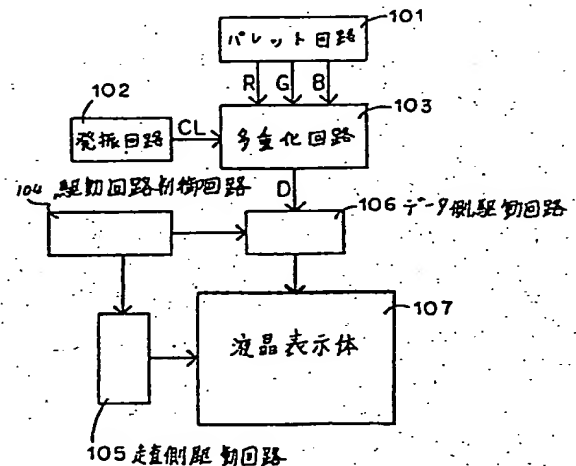 101
パレット回路
R G B
102
発振回路
CL
103
多重化回路
104 駆動回路制御回路
D
106 データ側駆動回路
107
液晶表示体
105 走査側駆動回路